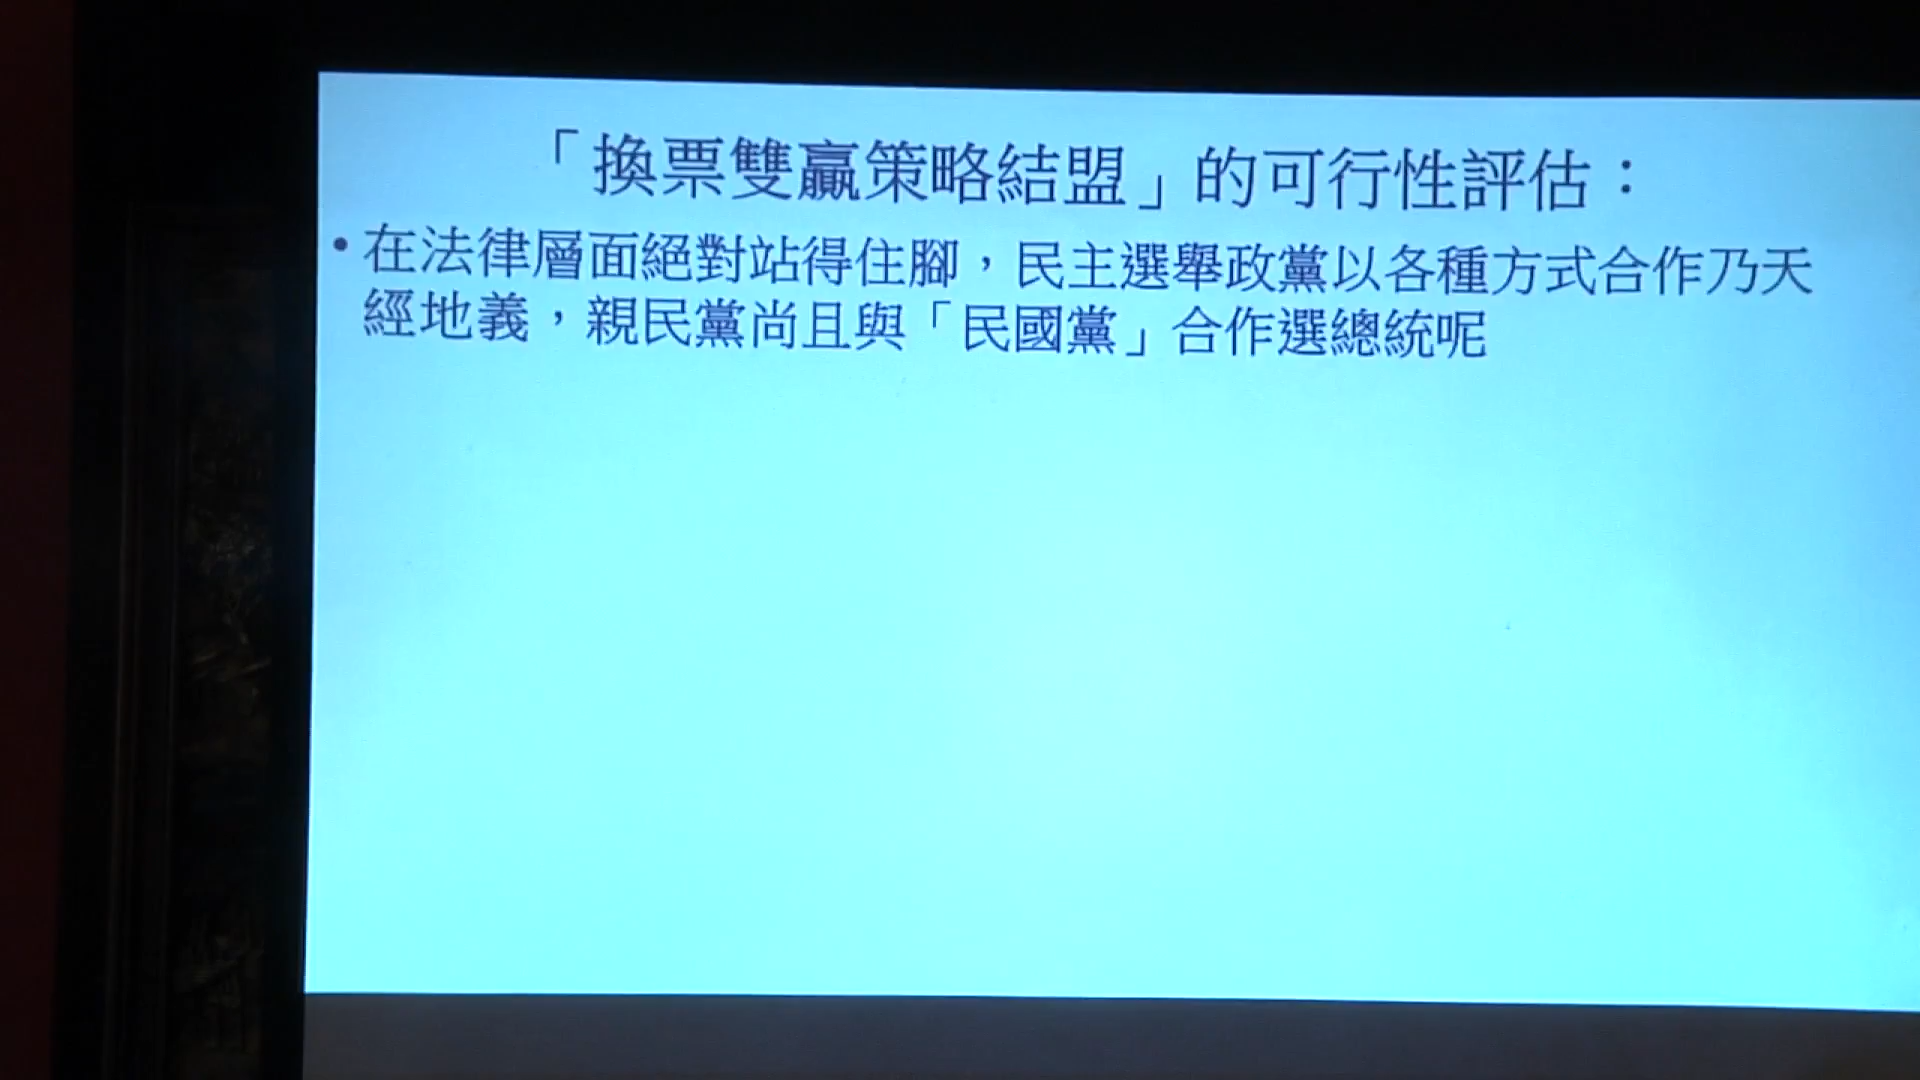 「換票雙贏策略結盟」的可行性評估：
•在法律層面絕對站得住腳，民主選舉政黨以各種方式合作乃天
經地義，親民黨尚且與「民國黨」合作選總統呢